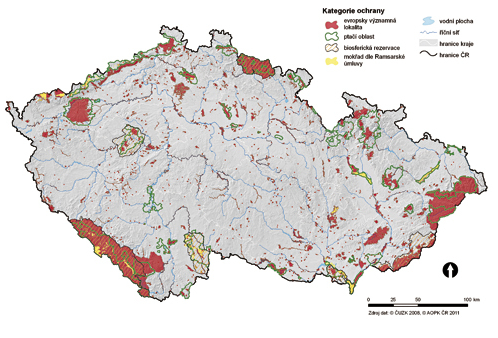 Kategorie ochrany
evropsky významná
lokalita
ptačí oblast
biosferická rezervace
mokřad dle Ramsarské
úmluvy
vodní plocha
říční síť
hranice kraje
hranice ČR
0 25 50 100 km
Zdroj dat: © ČÚZK 2008, © AOPK ČR 2011